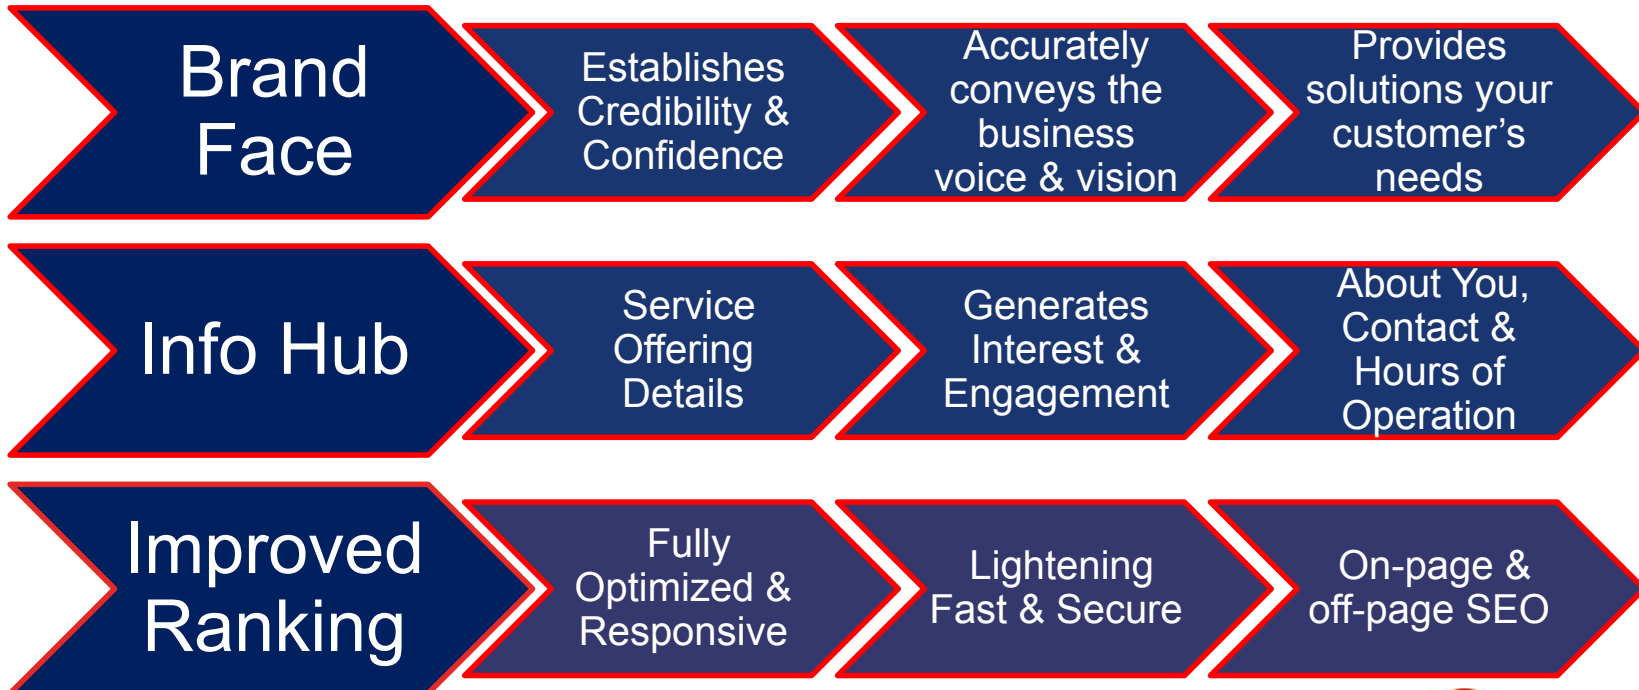 Brand
Face
Establishes
Credibility &
Confidence
Accurately
conveys the
business
voice & vision
Provides
solutions your
customer’s
needs
Info Hub
Service
Offering
Details
Generates
Interest &
Engagement
About You,
Contact &
Hours of
Operation
Improved
Ranking
Fully
Optimized &
Responsive
Lightening
Fast & Secure
On-page &
off-page SEO